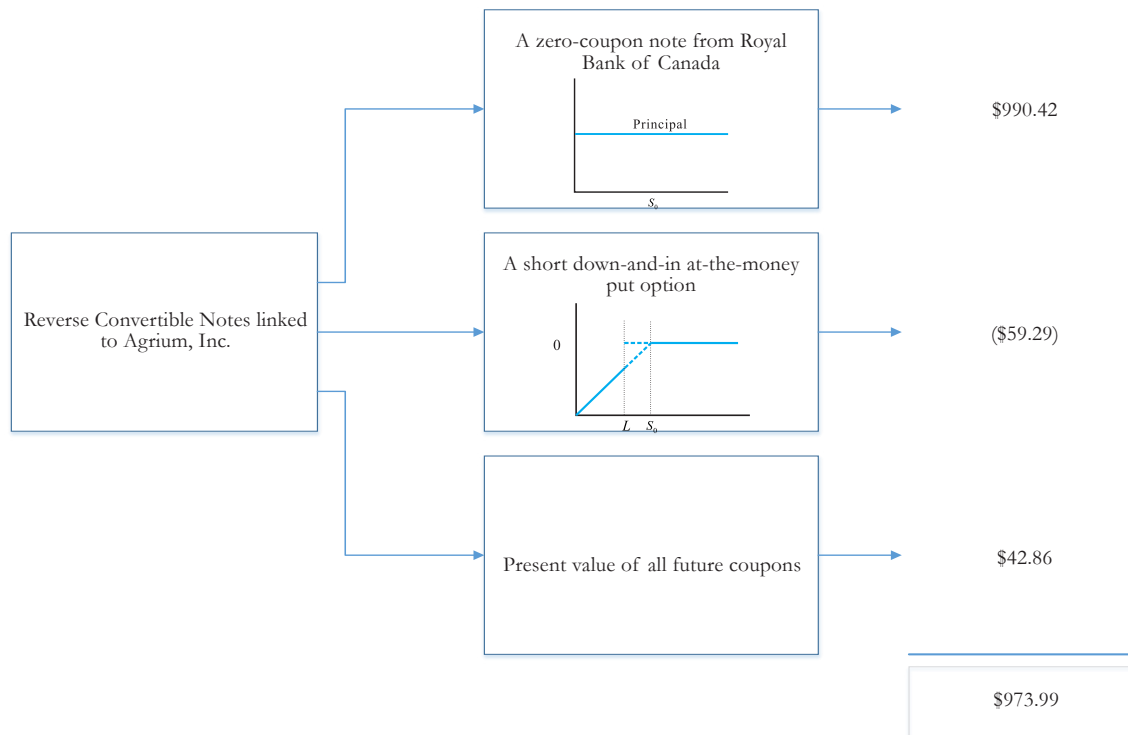 A zero-coupon note from Royal
Bank of Canada
Principal
S₀
$990.42
Reverse Convertible Notes linked
to Agrium, Inc.
A short down-and-in at-the-money
put option
0
L S₀
($59.29)
Present value of all future coupons
$42.86
$973.99